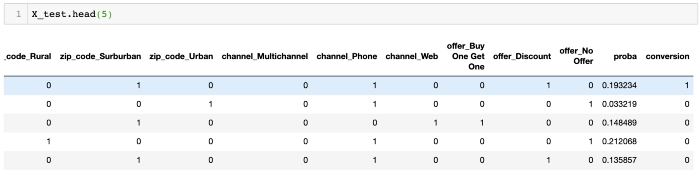 1 X_test.head(5)
_code_Rural zip_code_Surburban zip_code_Urban channel_Multichannel channel_Phone channel_Web offer_Buy One Get One offer_Discount offer_No Offer proba conversion
0 1 0 0 1 0 0 1 0 0.193234 1
0 0 1 0 1 0 0 0 1 0.033219 0
0 1 0 0 0 1 1 0 0 0.148489 0
1 0 0 0 1 0 0 0 1 0.212068 0
0 1 0 0 1 0 0 1 0 0.135857 0